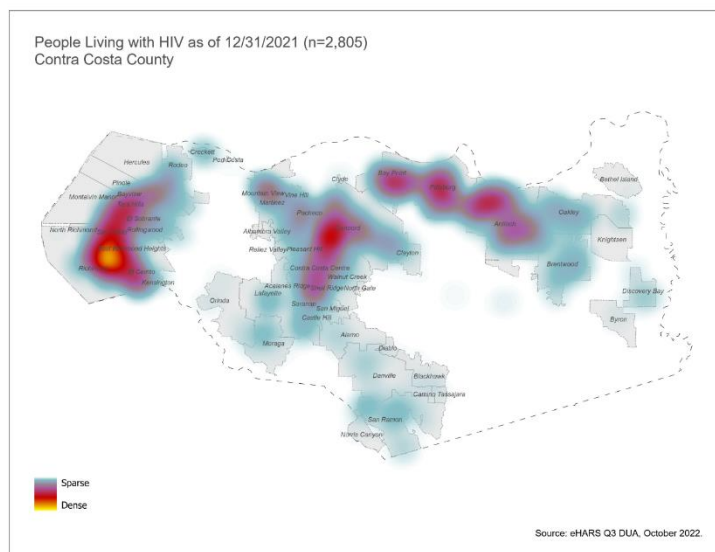 People Living with HIV as of 12/31/2021 (n=2,805)
Contra Costa County
Crockett
Port Costa
Hercules
Rodeo
Pinole
Montalvin Manor
Bayview
Tara Hills
El Sobrante
Rollingwood
North Richmond
East Richmond Heights
El Cerrito
Kensington
Clyde
Mountain View
Vine Hill
Martinez
Pacheco
Concord
Alhambra Valley
Reliez Valley
Pleasant Hill
Clayton
Contra Costa Centre
Walnut Creek
Acalanes Ridge
North Gate
Orinda
Lafayette
Saranap
San Miguel
Castle Hill
Moraga
Alamo
Diablo
Danville
Blackhawk
Camino Tassajara
San Ramon
Norris Canyon
Bay Point
Pittsburg
Antioch
Oakley
Bethel Island
Knightsen
Brentwood
Discovery Bay
Byron
Sparse
Dense
Source: eHARS Q3 DUA, October 2022.